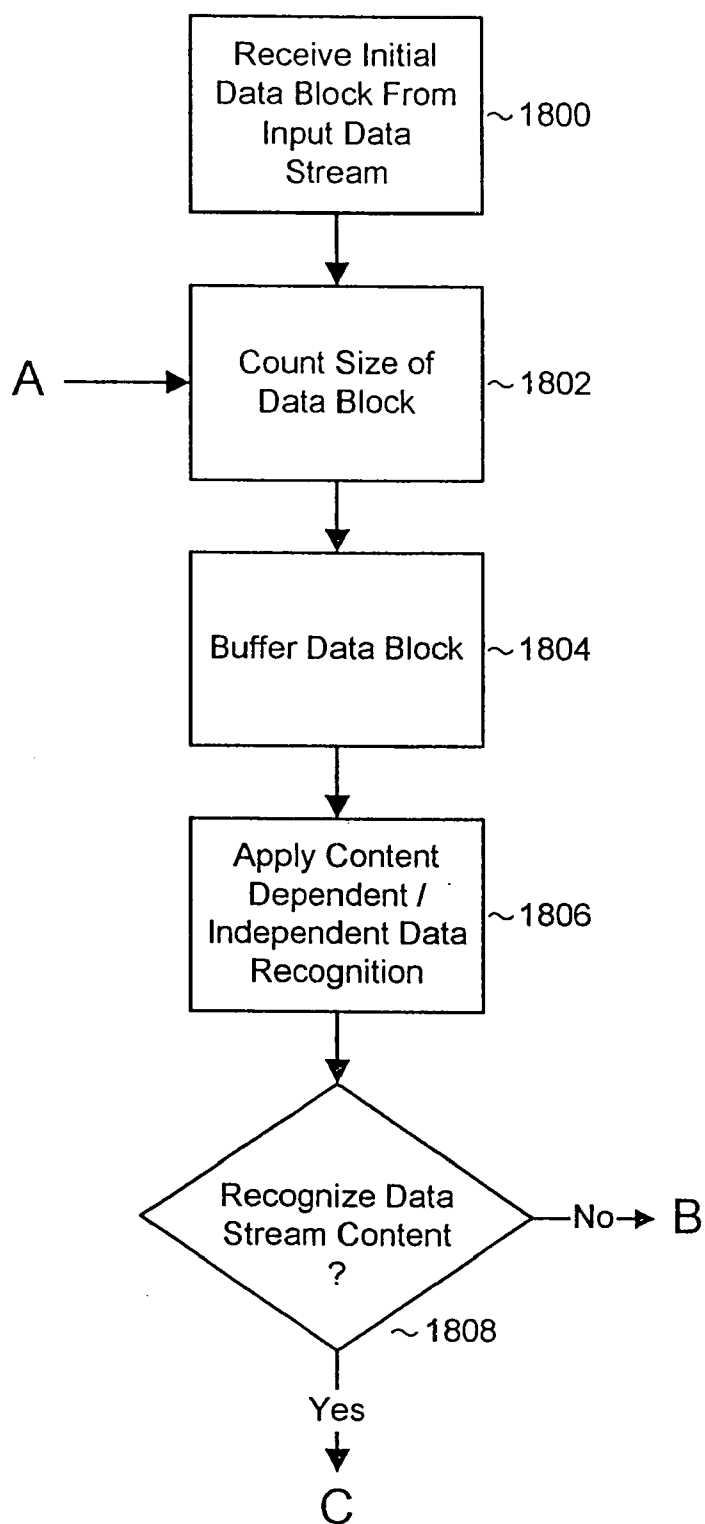 Receive Initial
Data Block From
Input Data
Stream
~1800
A
Count Size of
Data Block
~1802
Buffer Data Block
~1804
Apply Content
Dependent /
Independent Data
Recognition
~1806
Recognize Data
Stream Content
?
No
B
~1808
Yes
C